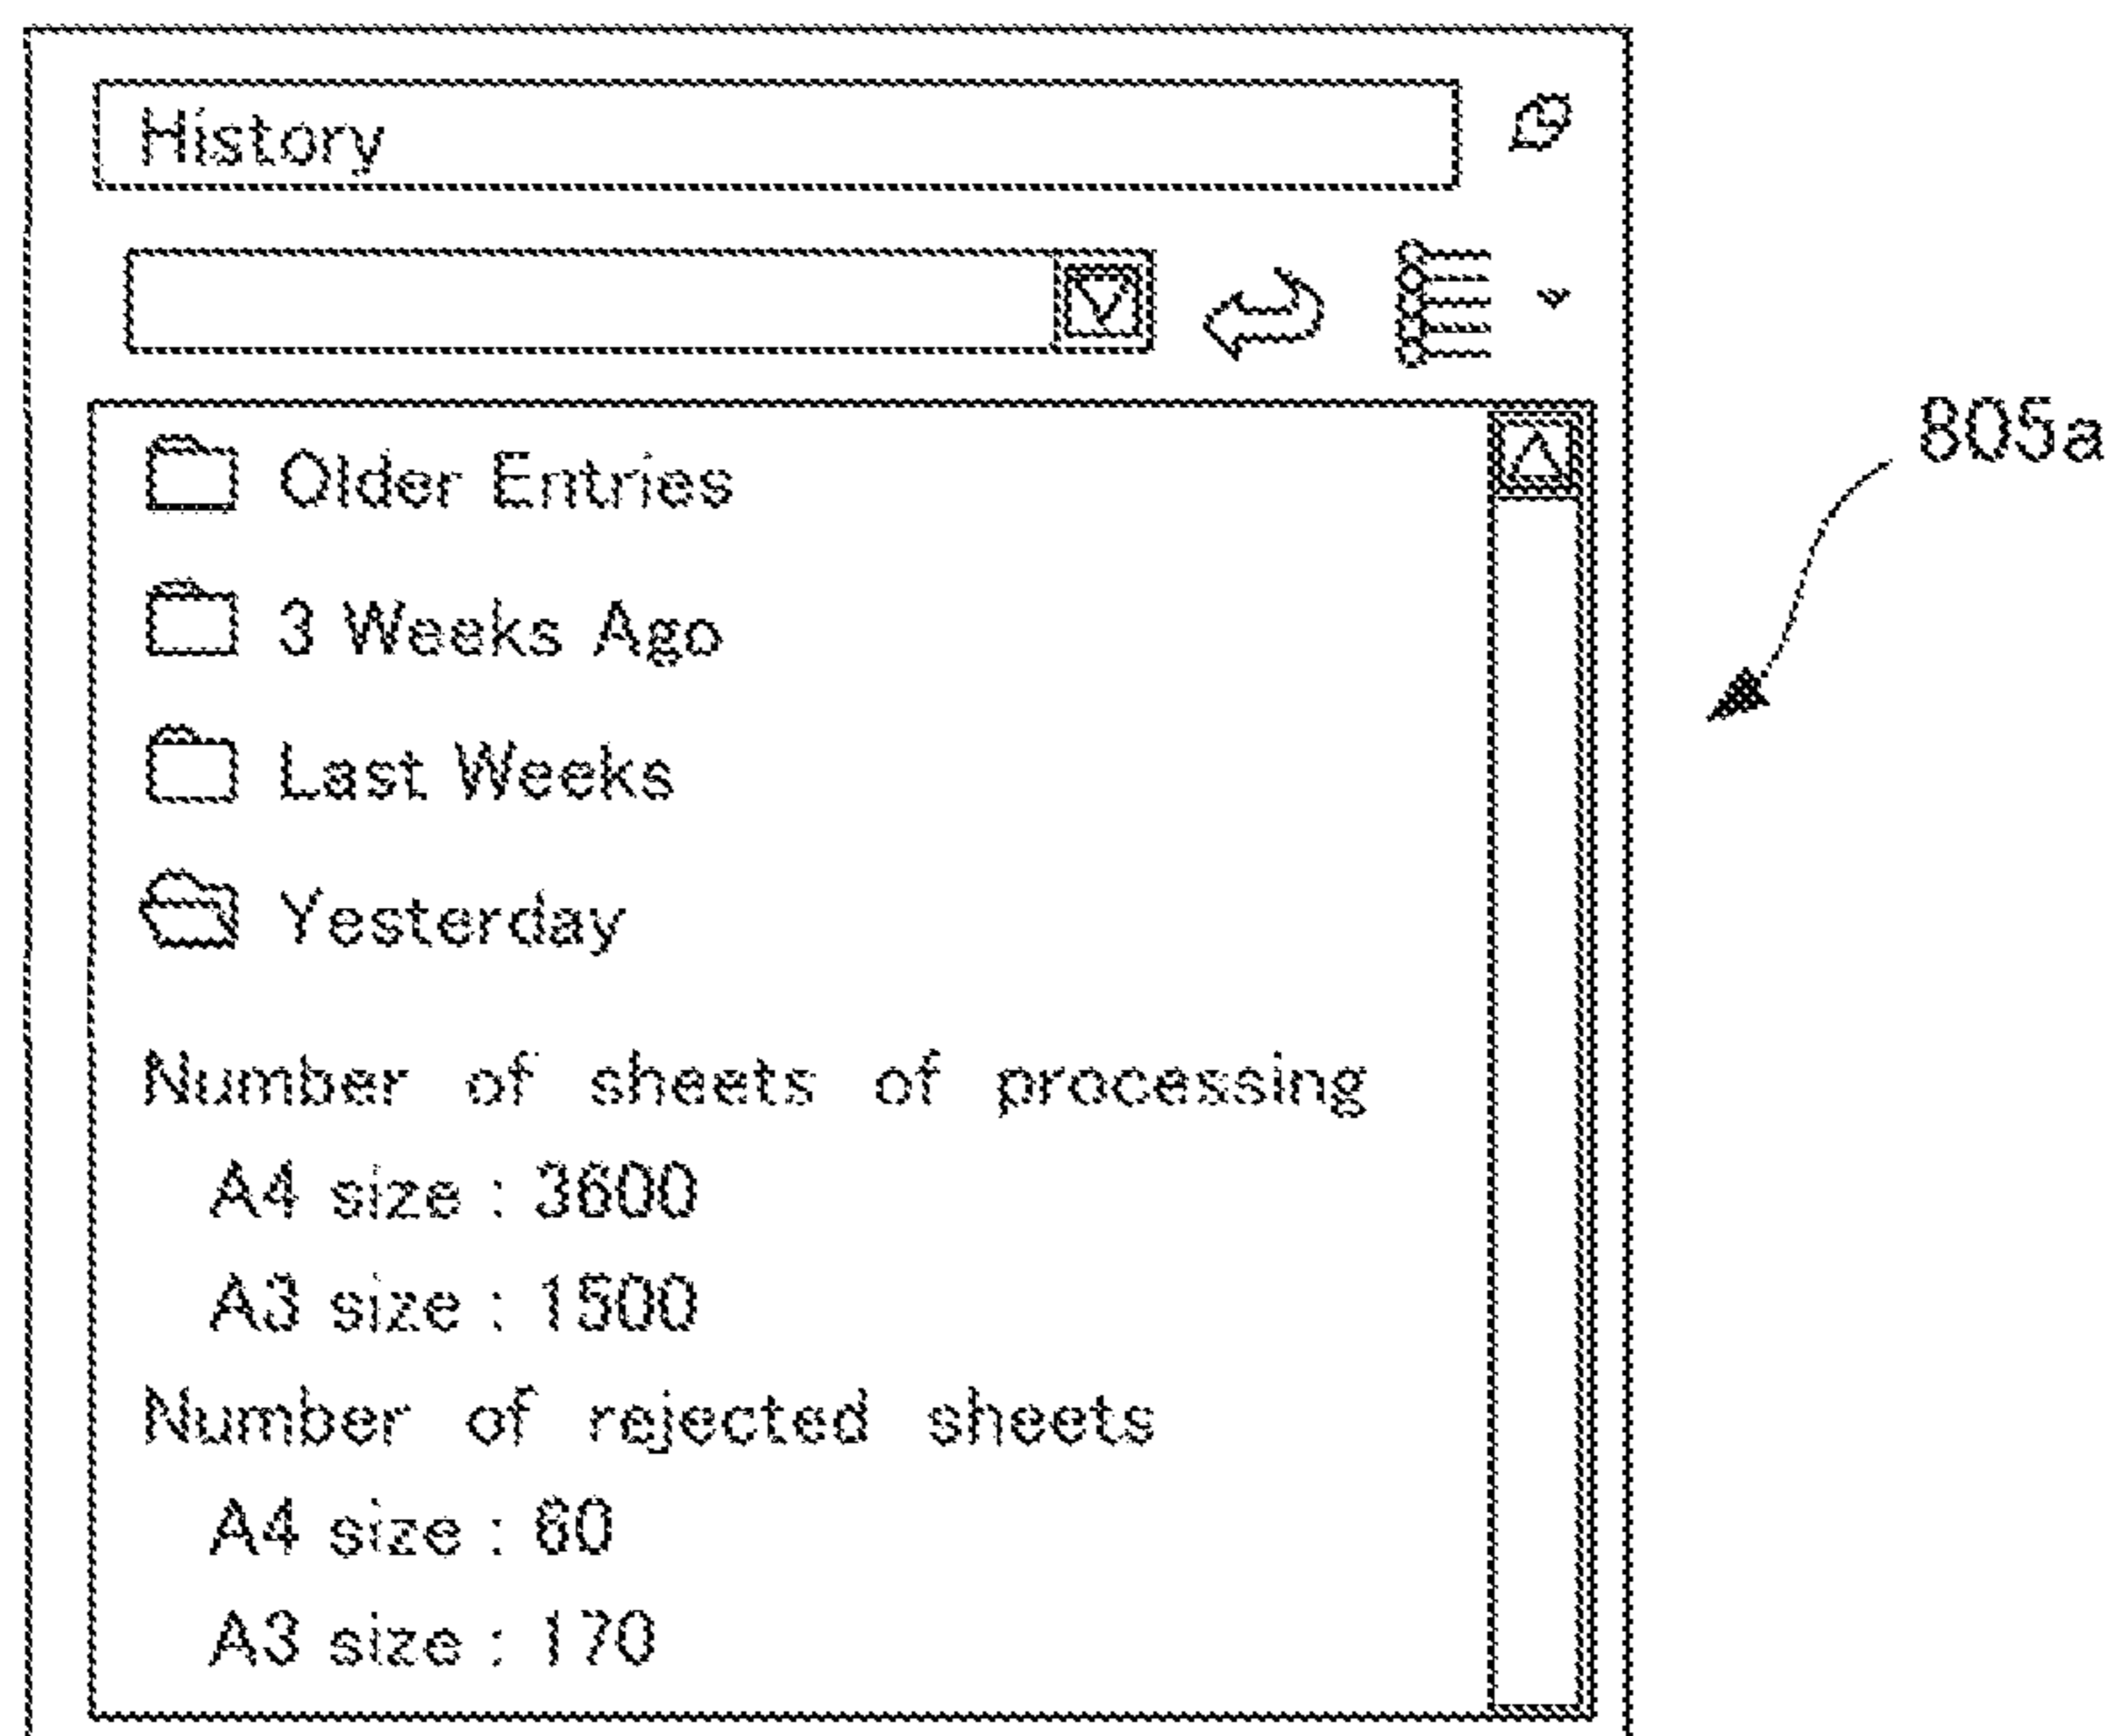 History
805a
Older Entries
3 Weeks Ago
Last Weeks
Yesterday
Number of sheets of processing
A4 size : 3600
A3 size : 1500
Number of rejected sheets
A4 size : 60
A3 size : 170